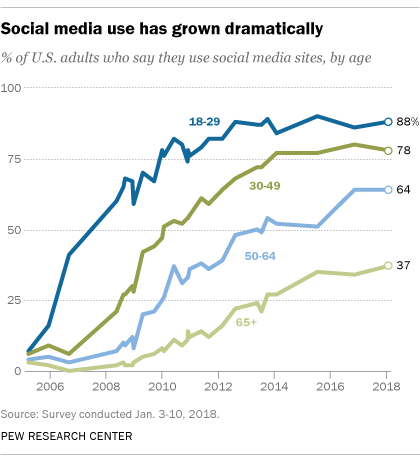 Social media use has grown dramatically
% of U.S. adults who say they use social media sites, by age
100
18-29
88%
75
78
30-49
64
50
50-64
37
25
65+
0
2006 2008 2010 2012 2014 2016 2018
Source: Survey conducted Jan. 3-10, 2018.
PEW RESEARCH CENTER